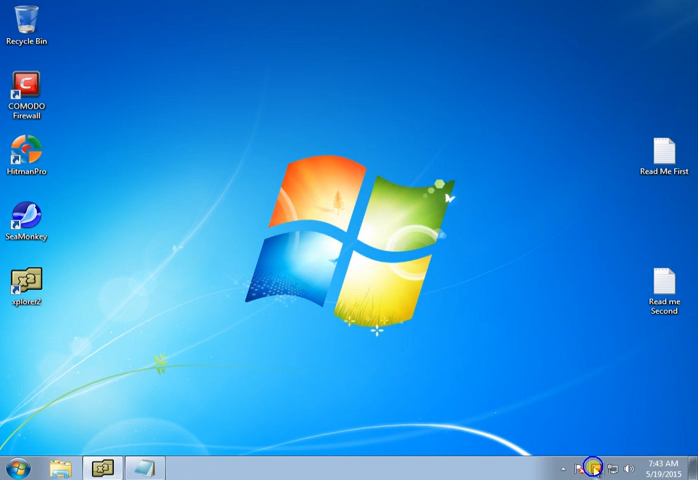 Recycle Bin
COMODO
Firewall
HitmanPro
SeaMonkey
xplorer2
Read Me First
Read me
Second
7:43 AM
5/19/2015